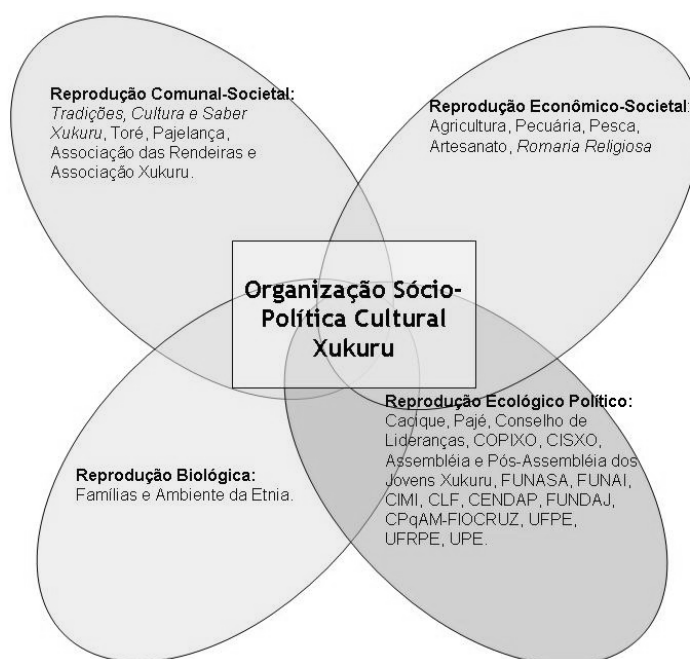 Reprodução Comunal-Societal:
Tradições, Cultura e Saber
Xukuru, Toré, Pajelança,
Associação das Rendeiras e
Associação Xukuru.
Reprodução Econômico-Societal:
Agricultura, Pecuária, Pesca,
Artesanato, Romaria Religiosa
Organização Sócio-
Política Cultural
Xukuru
Reprodução Biológica:
Famílias e Ambiente da Etnia.
Reprodução Ecológico Político:
Cacique, Pajé, Conselho de
Lideranças, COPIXO, CISXO,
Assembléia e Pós-Assembléia dos
Jovens Xukuru, FUNASA, FUNAI,
CIMI, CLF, CENDAP, FUNDAJ,
CPqAM-FIOCRUZ, UFPE,
UFRPE, UPE.